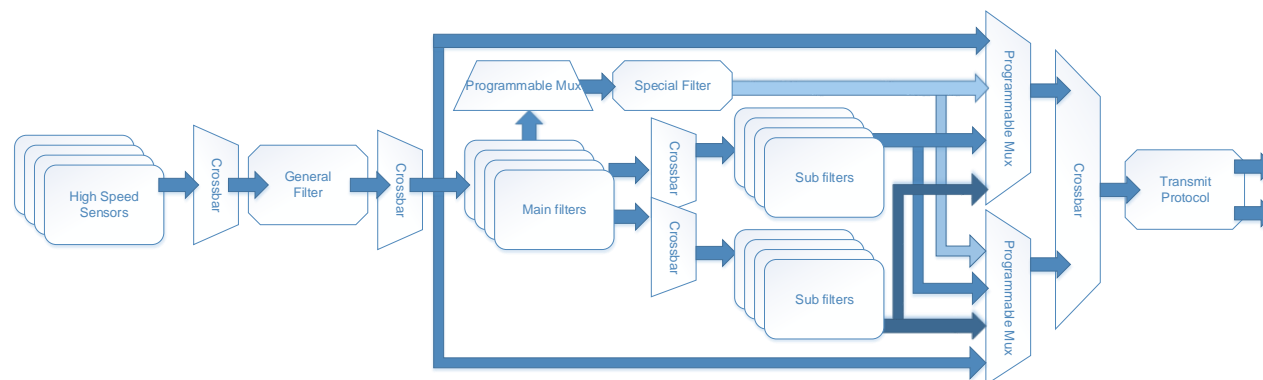 High Speed
Sensors
Crossbar
General
Filter
Crossbar
Programmable Mux
Special Filter
Main filters
Crossbar
Crossbar
Sub filters
Sub filters
Programmable Mux
Programmable Mux
Crossbar
Transmit
Protocol